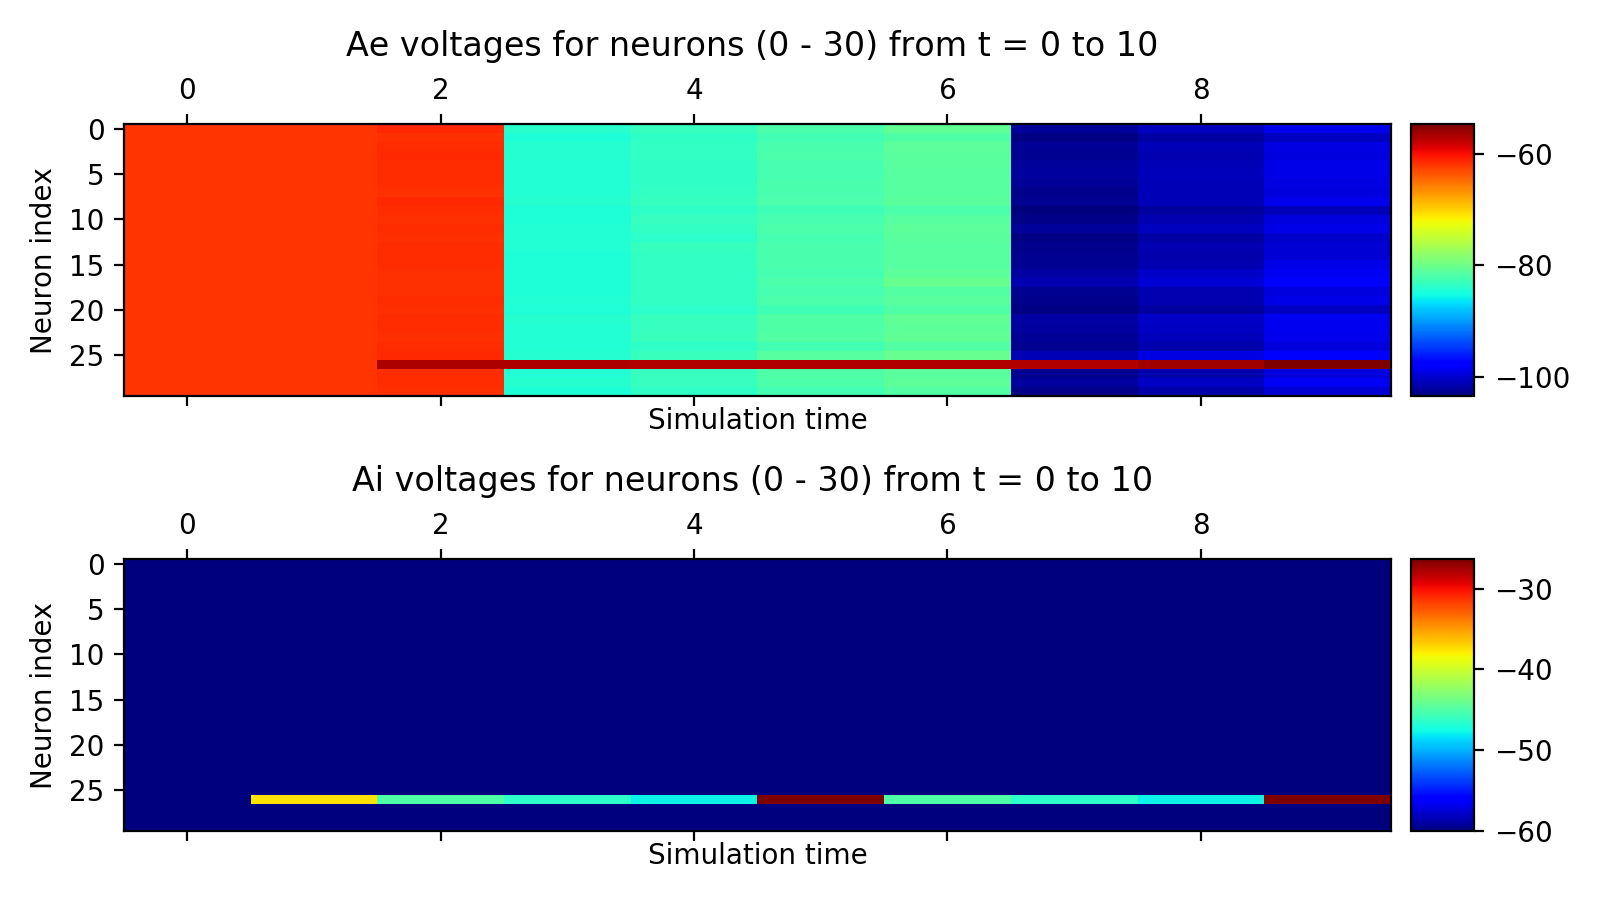 Ae voltages for neurons (0 - 30) from t = 0 to 10
0 2 4 6 8
Neuron index
0
5
10
15
20
25
−60
−80
−100
Simulation time
Ai voltages for neurons (0 - 30) from t = 0 to 10
0 2 4 6 8
Neuron index
0
5
10
15
20
25
−30
−40
−50
−60
Simulation time